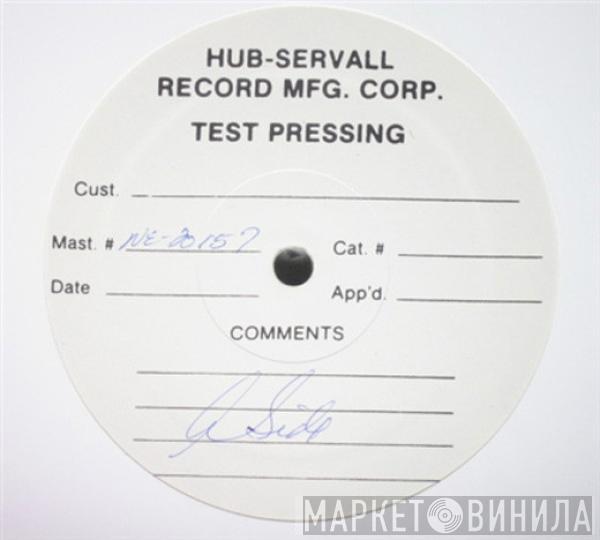 HUB-SERVALL
RECORD MFG. CORP.
TEST PRESSING
Cust.
Mast. # NE-20157 Cat. #
Date App'd.
COMMENTS
A Side
МАРКЕТ ВИНИЛА